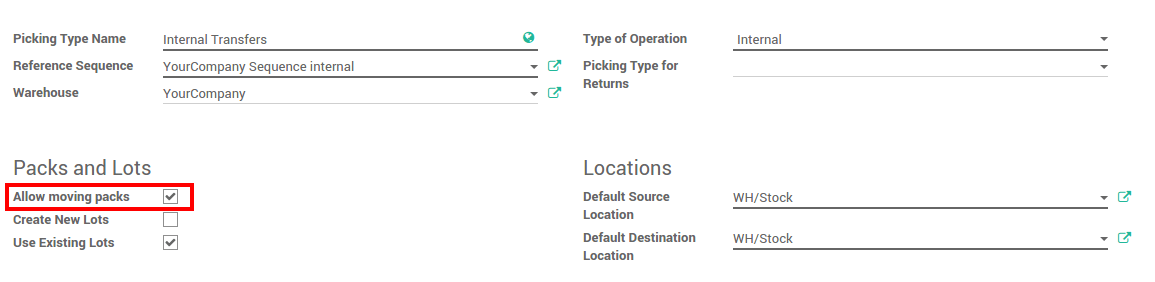 Picking Type Name Internal Transfers
Reference Sequence YourCompany Sequence internal
Warehouse YourCompany
Type of Operation Internal
Picking Type for
Returns
Packs and Lots
Allow moving packs
Create New Lots
Use Existing Lots
Locations
Default Source WH/Stock
Location
Default Destination WH/Stock
Location